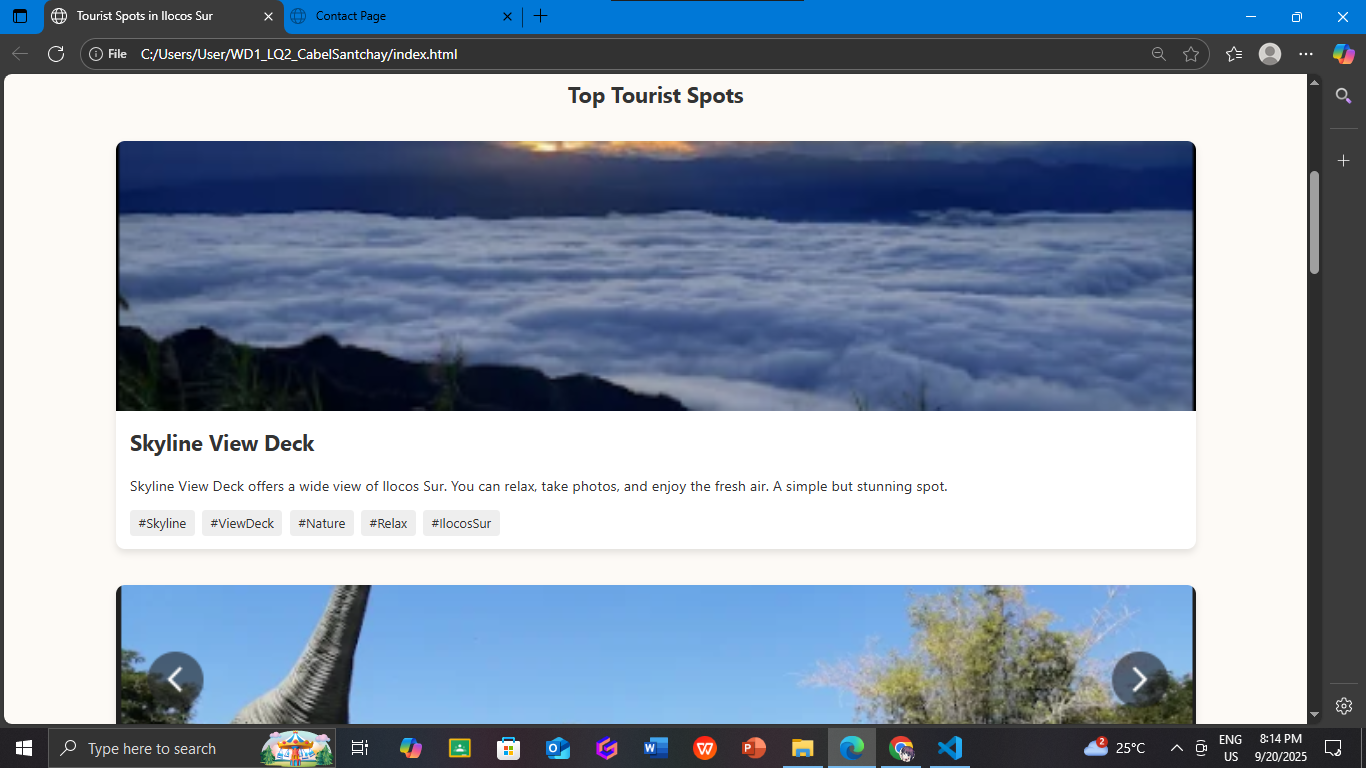 Tourist Spots in Ilocos Sur
Contact Page
File C:/Users/User/WD1_LQ2_CabelSantchay/index.html
Top Tourist Spots
Skyline View Deck
Skyline View Deck offers a wide view of Ilocos Sur. You can relax, take photos, and enjoy the fresh air. A simple but stunning spot.
#Skyline #ViewDeck #Nature #Relax #IlocosSur
Type here to search
2
25°C
ENG
US
8:14 PM
9/20/2025